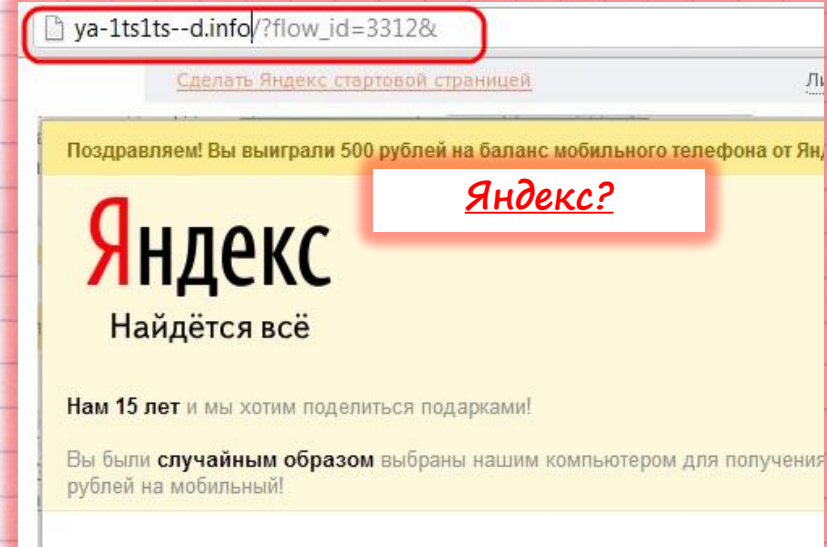 ya-1ts1ts--d.info/?flow_id=3312&
Сделать Яндекс стартовой страницей
Поздравляем! Вы выиграли 500 рублей на баланс мобильного телефона от
Яндекс?
Яндекс
Найдётся всё
Нам 15 лет и мы хотим поделиться подарками!
Вы были случайным образом выбраны нашим компьютером для получения
рублей на мобильный!